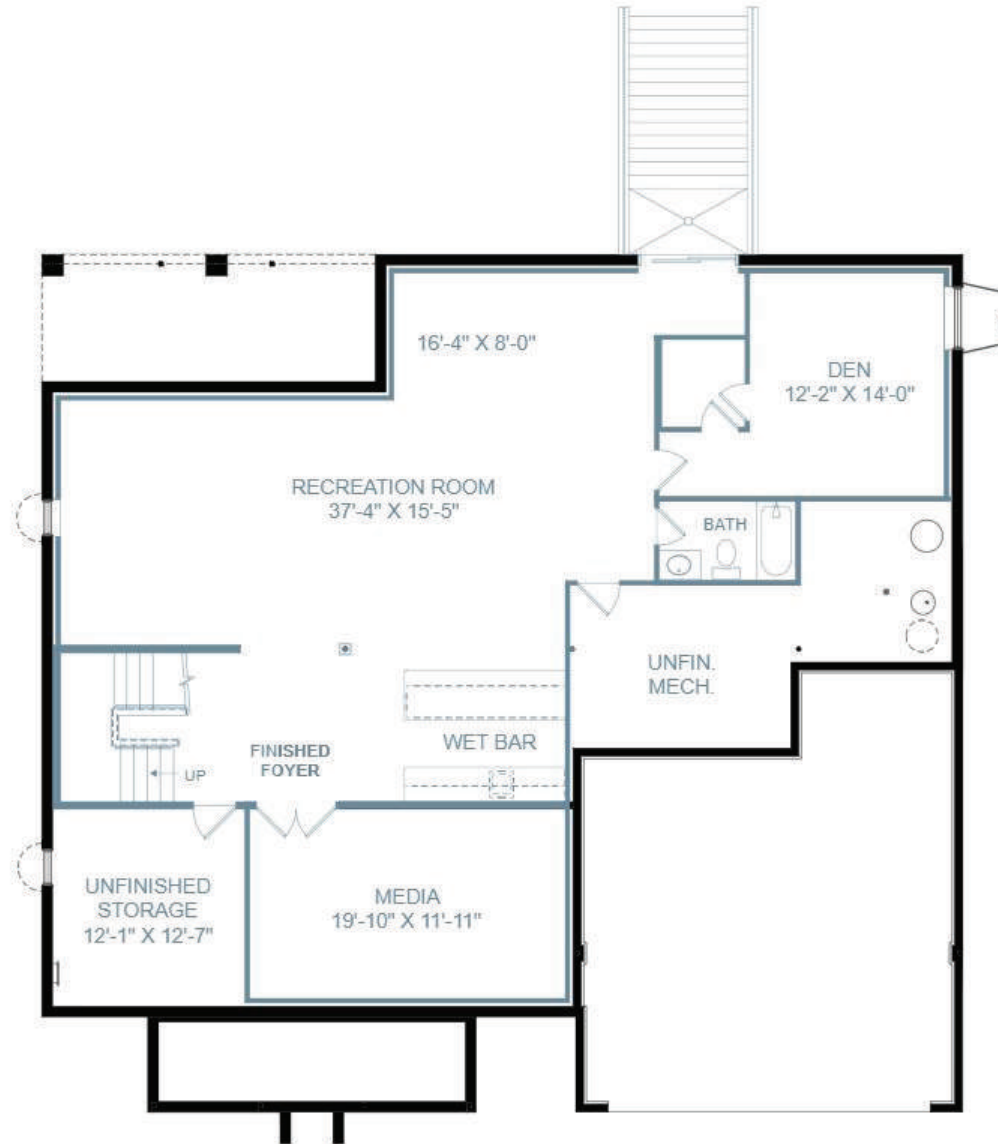 16'-4" X 8'-0"
DEN
12'-2" X 14'-0"
RECREATION ROOM
37'-4" X 15'-5"
BATH
UNFIN.
MECH.
WET BAR
FINISHED
FOYER
UP
UNFINISHED
STORAGE
12'-1" X 12'-7"
MEDIA
19'-10" X 11'-11"